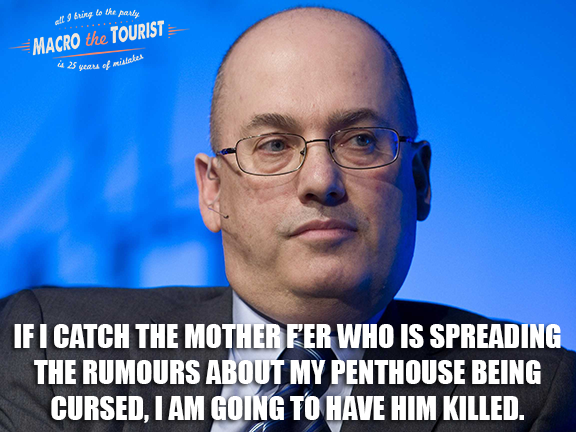 all I bring to the party
MACRO the TOURIST
is 25 years of mistakes
IF I CATCH THE MOTHER F'ER WHO IS SPREADING
THE RUMOURS ABOUT MY PENTHOUSE BEING
CURSED, I AM GOING TO HAVE HIM KILLED.